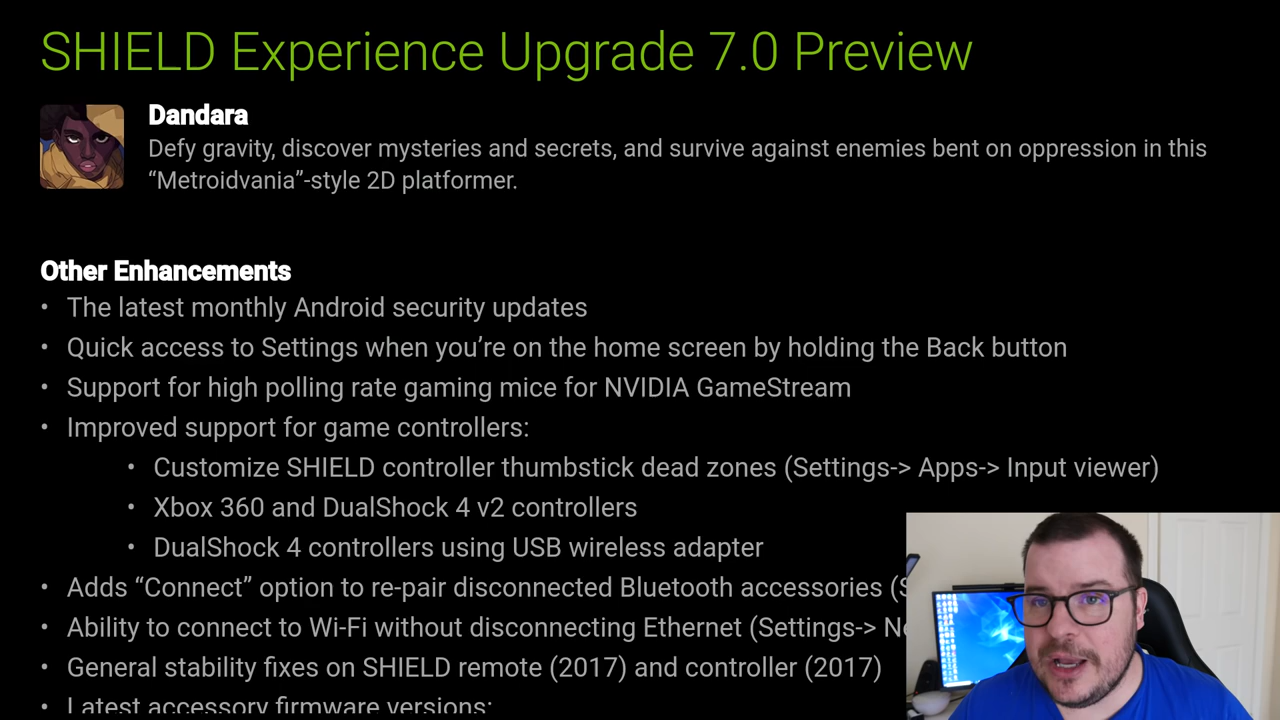 SHIELD Experience Upgrade 7.0 Preview
Dandara
Defy gravity, discover mysteries and secrets, and survive against enemies bent on oppression in this
“Metroidvania”-style 2D platformer.
Other Enhancements
• The latest monthly Android security updates
• Quick access to Settings when you’re on the home screen by holding the Back button
• Support for high polling rate gaming mice for NVIDIA GameStream
• Improved support for game controllers:
• Customize SHIELD controller thumbstick dead zones (Settings-> Apps-> Input viewer)
• Xbox 360 and DualShock 4 v2 controllers
• DualShock 4 controllers using USB wireless adapter
• Adds “Connect” option to re-pair disconnected Bluetooth accessories
• Ability to connect to Wi-Fi without disconnecting Ethernet (Settings->
• General stability fixes on SHIELD remote (2017) and controller (2017)
• Latest accessory firmware versions: